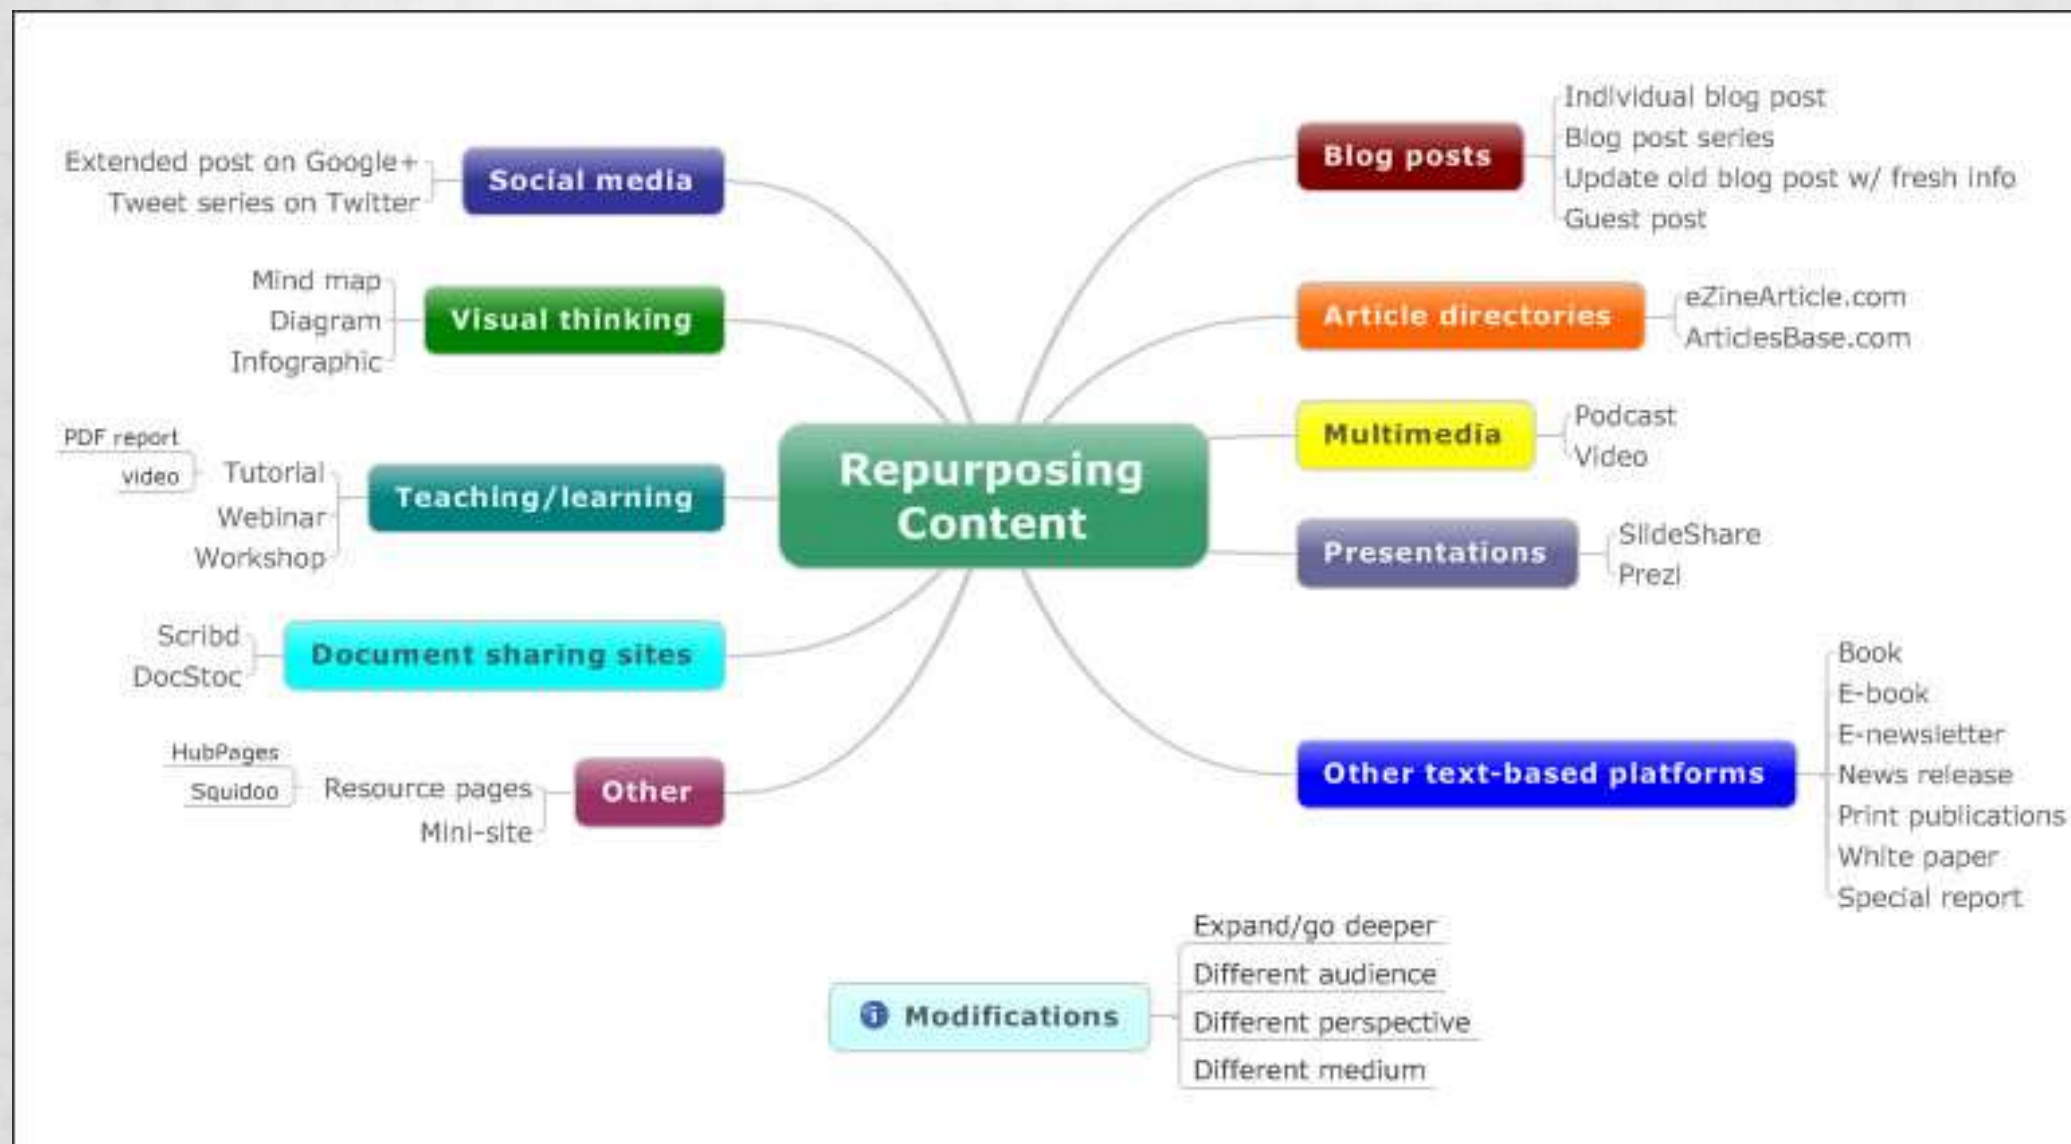 Repurposing
Content
Social media
Extended post on Google+
Tweet series on Twitter
Visual thinking
Mind map
Diagram
Infographic
Teaching/learning
Tutorial
PDF report
video
Webinar
Workshop
Document sharing sites
Scribd
DocStoc
Other
Resource pages
HubPages
Squidoo
Mini-site
Blog posts
Individual blog post
Blog post series
Update old blog post w/ fresh info
Guest post
Article directories
eZineArticle.com
ArticlesBase.com
Multimedia
Podcast
Video
Presentations
SlideShare
Prezi
Other text-based platforms
Book
E-book
E-newsletter
News release
Print publications
White paper
Special report
Modifications
Expand/go deeper
Different audience
Different perspective
Different medium